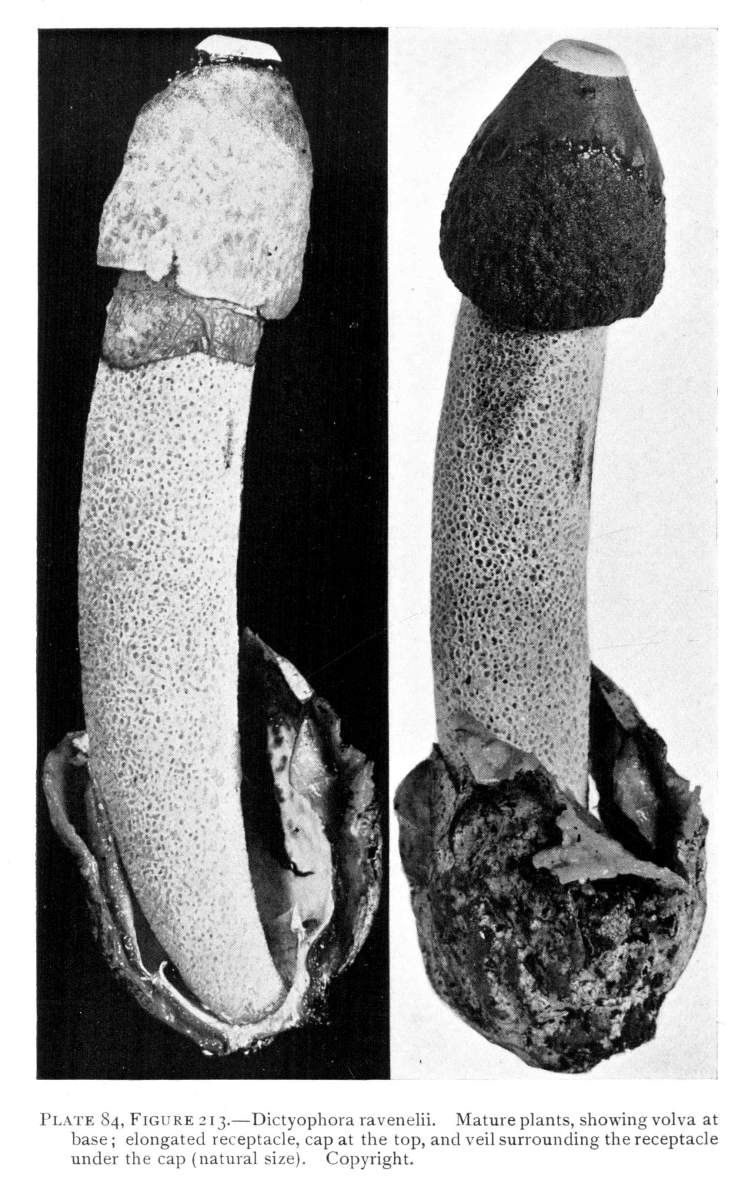 PLATE 84, FIGURE 213.—Dictyophora ravenelii. Mature plants, showing volva at
base; elongated receptacle, cap at the top, and veil surrounding the receptacle
under the cap (natural size). Copyright.